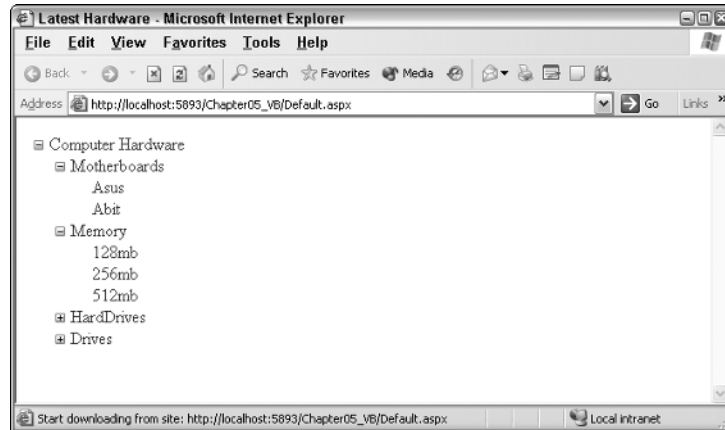 Latest Hardware - Microsoft Internet Explorer
File Edit View Favorites Tools Help
Back Search Favorites Media
Address http://localhost:5893/Chapter05_VB/Default.aspx Go Links »
Computer Hardware
Motherboards
Asus
Abit
Memory
128mb
256mb
512mb
HardDrives
Drives
Start downloading from site: http://localhost:5893/Chapter05_VB/Default.aspx Local intranet